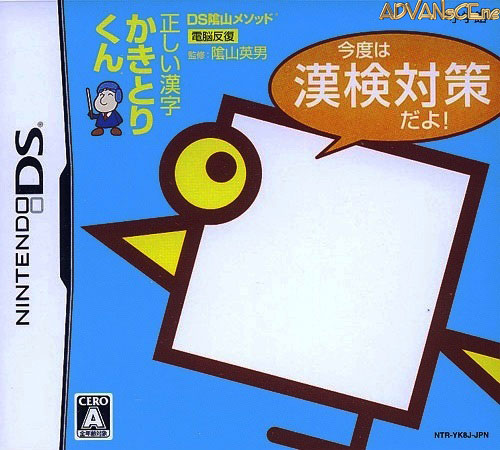 ADVANsCE.ne
DS陰山メソッド®
電脳反復
監修:陰山英男
正しい漢字
かきとり
くん
今度は
漢検対策
だよ!
NINTENDO DS
CERO
A
全年齢対象
NTR-YK8J-JPN